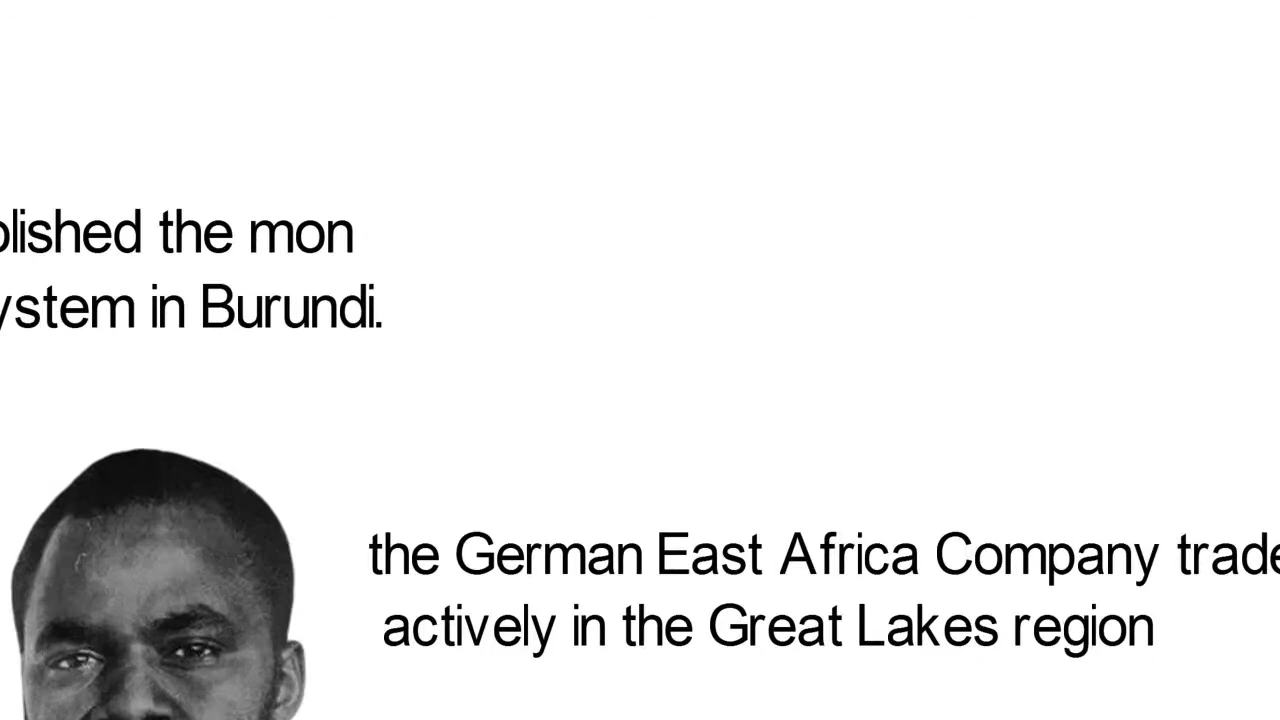 olished the mon
ystem in Burundi.
the German East Africa Company trade
actively in the Great Lakes region